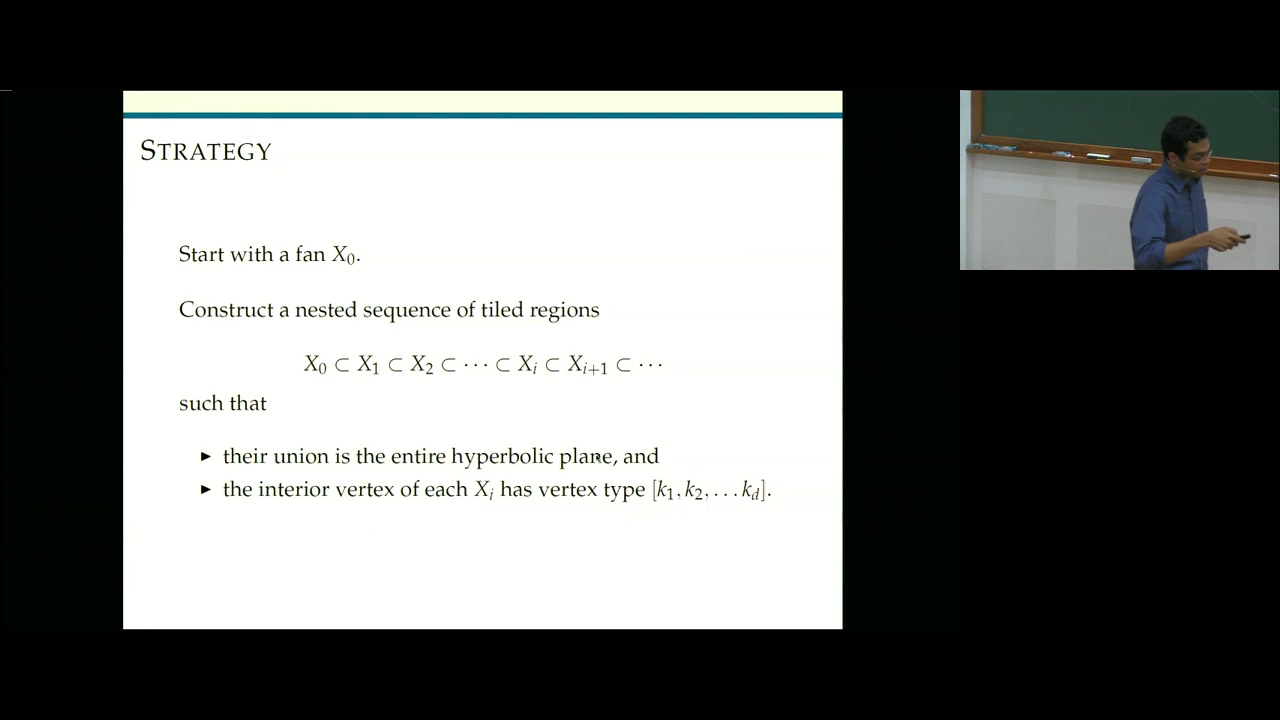 STRATEGY
Start with a fan X₀.
Construct a nested sequence of tiled regions
X₀ ⊂ X₁ ⊂ X₂ ⊂ ⋯ ⊂ Xᵢ ⊂ Xᵢ₊₁ ⊂ ⋯
such that
▶ their union is the entire hyperbolic plane, and
▶ the interior vertex of each Xᵢ has vertex type [k₁, k₂, … k_d].